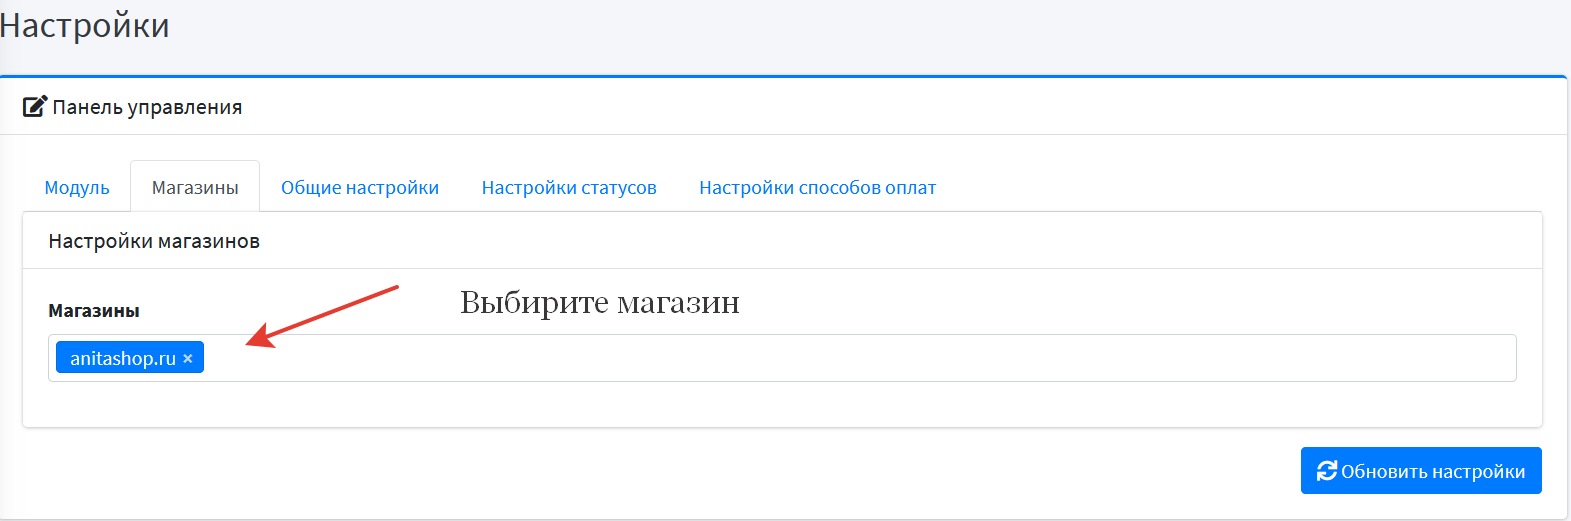 Настройки
Панель управления
Модуль Магазины Общие настройки Настройки статусов Настройки способов оплат
Настройки магазинов
Выбирите магазин
Магазины
anitashop.ru ×
Обновить настройки